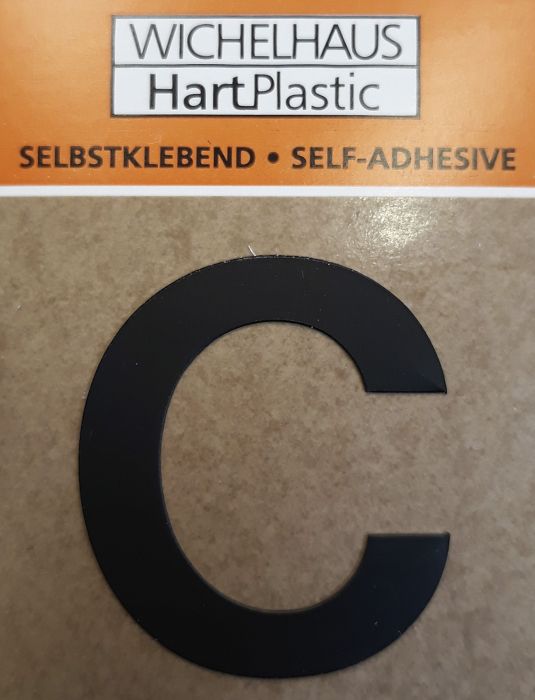 WICHELHAUS
HartPlastic
SELBSTKLEBEND • SELF-ADHESIVE
C